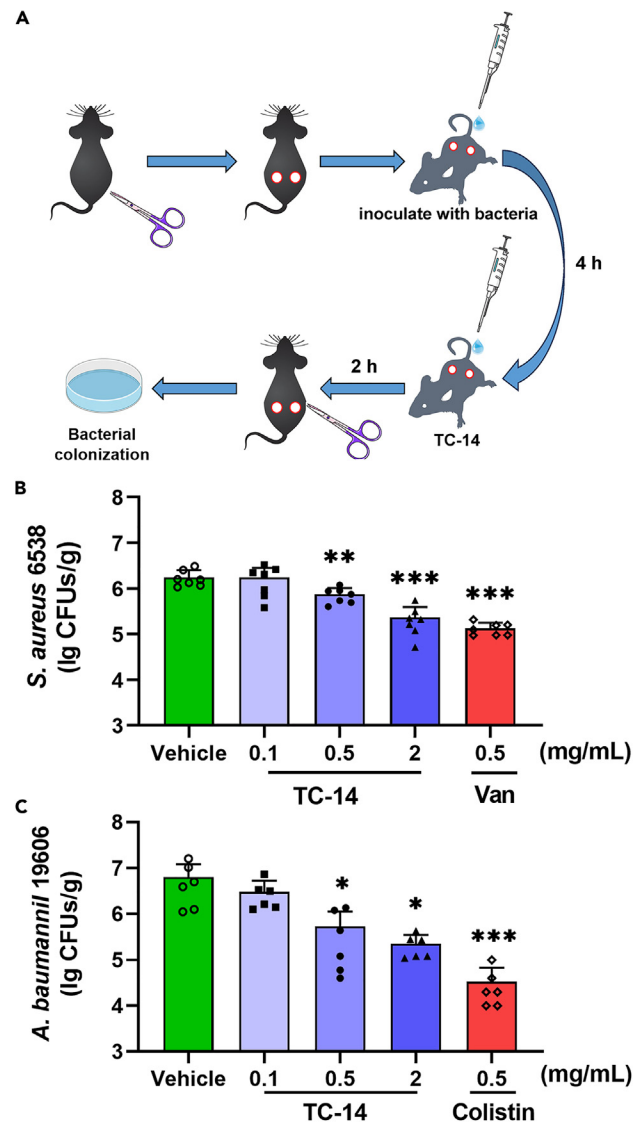 A
inoculate with bacteria
4 h
2 h
TC-14
Bacterial
colonization
B
S. aureus 6538
(lg CFUs/g)
8
7
6
5
4
3
**
***
***
Vehicle 0.1 0.5 2 0.5 (mg/mL)
TC-14 Van
C
A. baumannil 19606
(lg CFUs/g)
8
7
6
5
4
3
*
*
***
Vehicle 0.1 0.5 2 0.5 (mg/mL)
TC-14 Colistin